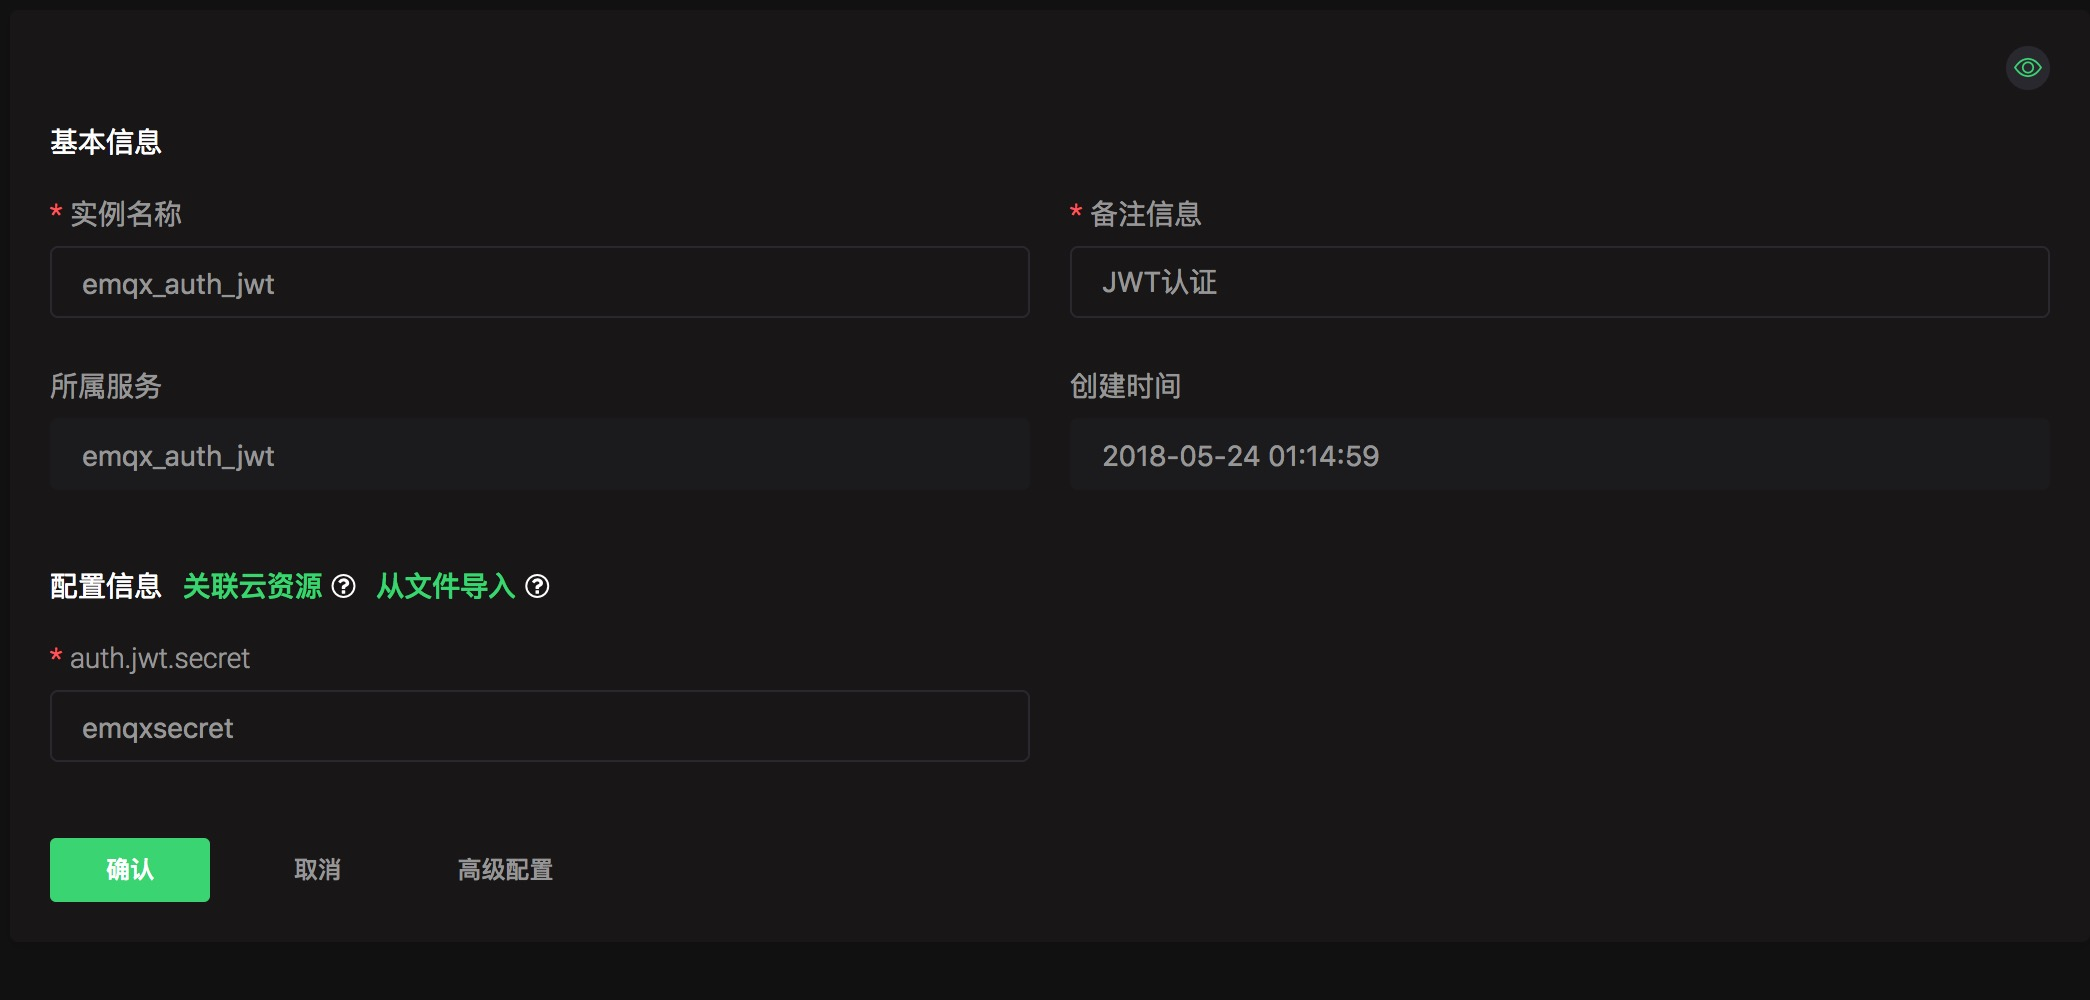 基本信息
* 实例名称
* 备注信息
emqx_auth_jwt
JWT认证
所属服务
创建时间
emqx_auth_jwt
2018-05-24 01:14:59
配置信息 关联云资源 ? 从文件导入 ?
* auth.jwt.secret
emqxsecret
确认 取消 高级配置